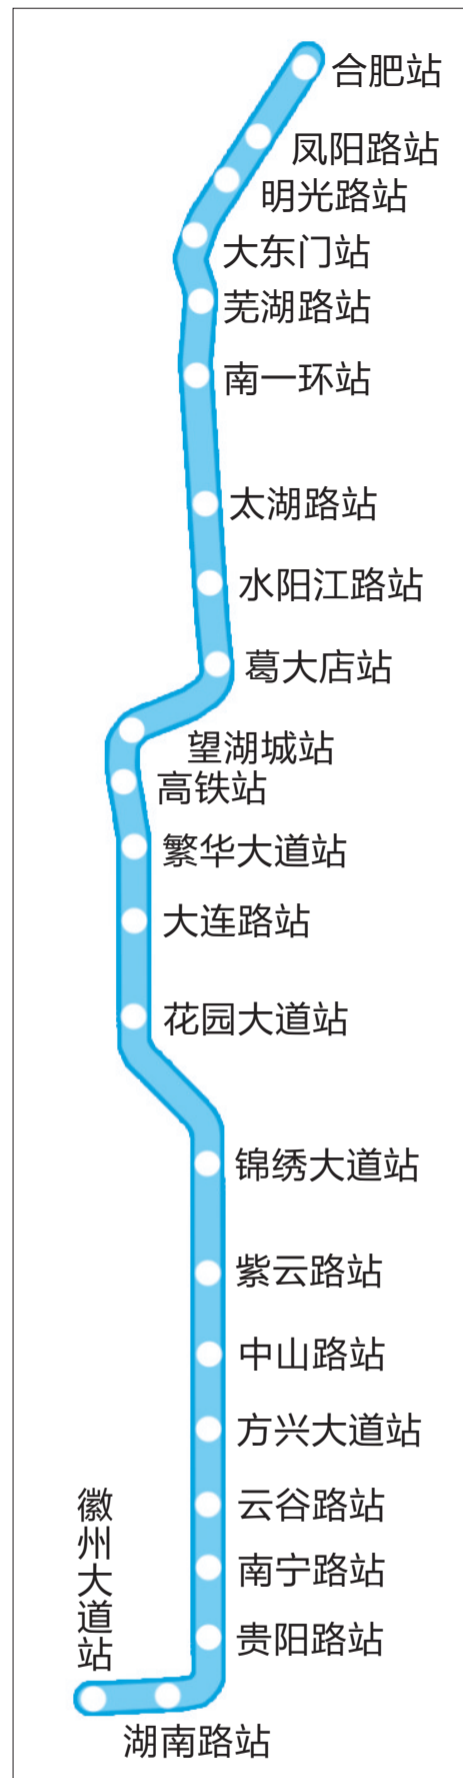 合肥站
凤阳路站
明光路站
大东门站
芜湖路站
南一环站
太湖路站
水阳江路站
葛大店站
望湖城站
高铁站
繁华大道站
大连路站
花园大道站
锦绣大道站
紫云路站
中山路站
方兴大道站
云谷路站
南宁路站
贵阳路站
湖南路站
徽州大道站